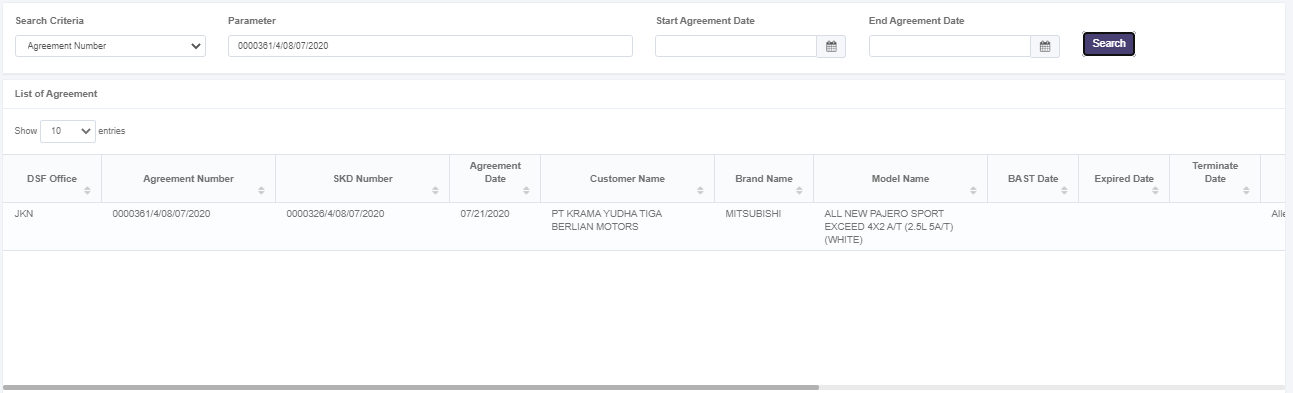 Search Criteria Parameter Start Agreement Date End Agreement Date
Agreement Number 0000361/4/08/07/2020 Search
List of Agreement
Show 10 entries
DSF Office Agreement Number SKD Number Agreement Date Customer Name Brand Name Model Name BAST Date Expired Date Terminate Date
JKN 0000361/4/08/07/2020 0000326/4/08/07/2020 07/21/2020 PT KRAMA YUDHA TIGA MITSUBISHI ALL NEW PAJERO SPORT Alle
BERLIAN MOTORS EXCEED 4X2 A/T (2.5L 5A/T)
(WHITE)